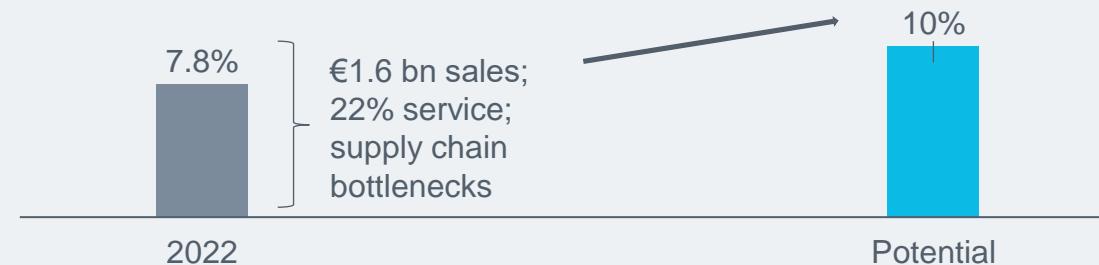 10%
7.8%
€1.6 bn sales;
22% service;
supply chain
bottlenecks
2022
Potential